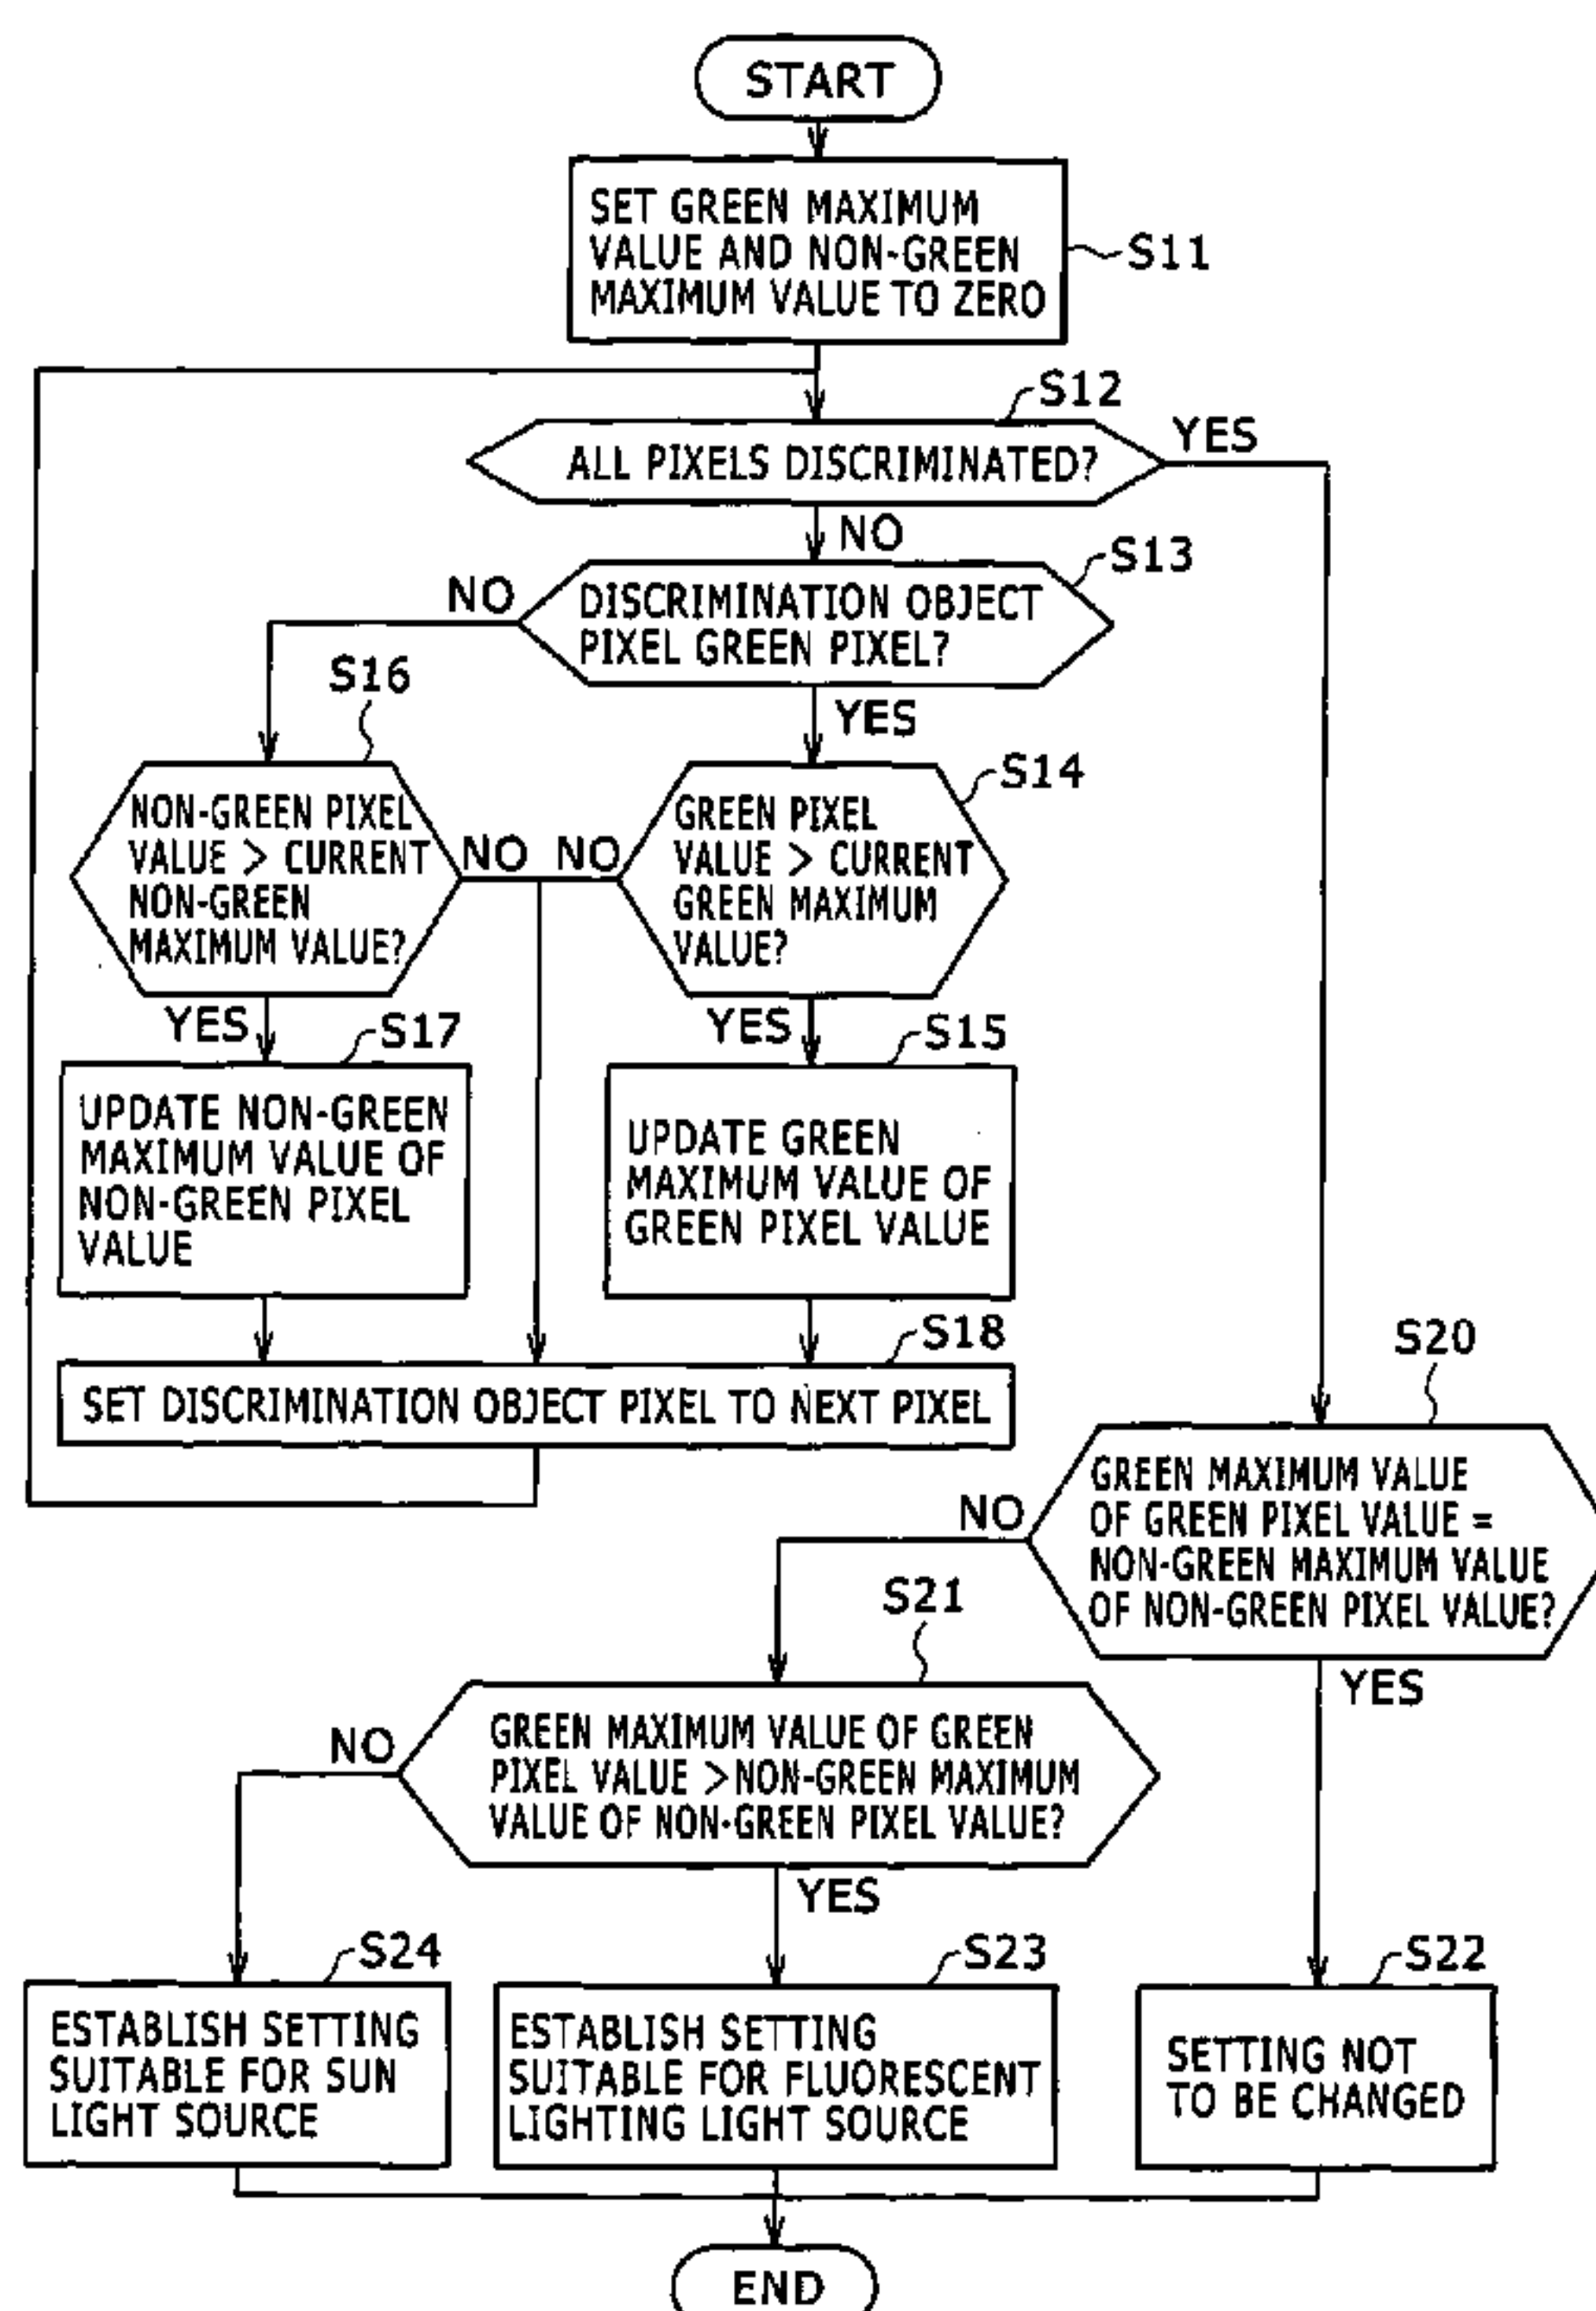 START
SET GREEN MAXIMUM
VALUE AND NON-GREEN
MAXIMUM VALUE TO ZERO
S11
S12
ALL PIXELS DISCRIMINATED?
YES
NO
S13
DISCRIMINATION OBJECT
PIXEL GREEN PIXEL?
NO
YES
S16
NON-GREEN PIXEL
VALUE > CURRENT
NON-GREEN
MAXIMUM VALUE?
NO
NO
S14
GREEN PIXEL
VALUE > CURRENT
GREEN MAXIMUM
VALUE?
YES
S17
UPDATE NON-GREEN
MAXIMUM VALUE OF
NON-GREEN PIXEL
VALUE
YES
S15
UPDATE GREEN
MAXIMUM VALUE OF
GREEN PIXEL VALUE
S18
SET DISCRIMINATION OBJECT PIXEL TO NEXT PIXEL
S20
GREEN MAXIMUM VALUE
OF GREEN PIXEL VALUE =
NON-GREEN MAXIMUM VALUE
OF NON-GREEN PIXEL VALUE?
NO
YES
S21
GREEN MAXIMUM VALUE OF GREEN
PIXEL VALUE > NON-GREEN MAXIMUM
VALUE OF NON-GREEN PIXEL VALUE?
NO
YES
S24
ESTABLISH SETTING
SUITABLE FOR SUN
LIGHT SOURCE
S23
ESTABLISH SETTING
SUITABLE FOR FLUORESCENT
LIGHTING LIGHT SOURCE
S22
SETTING NOT
TO BE CHANGED
END